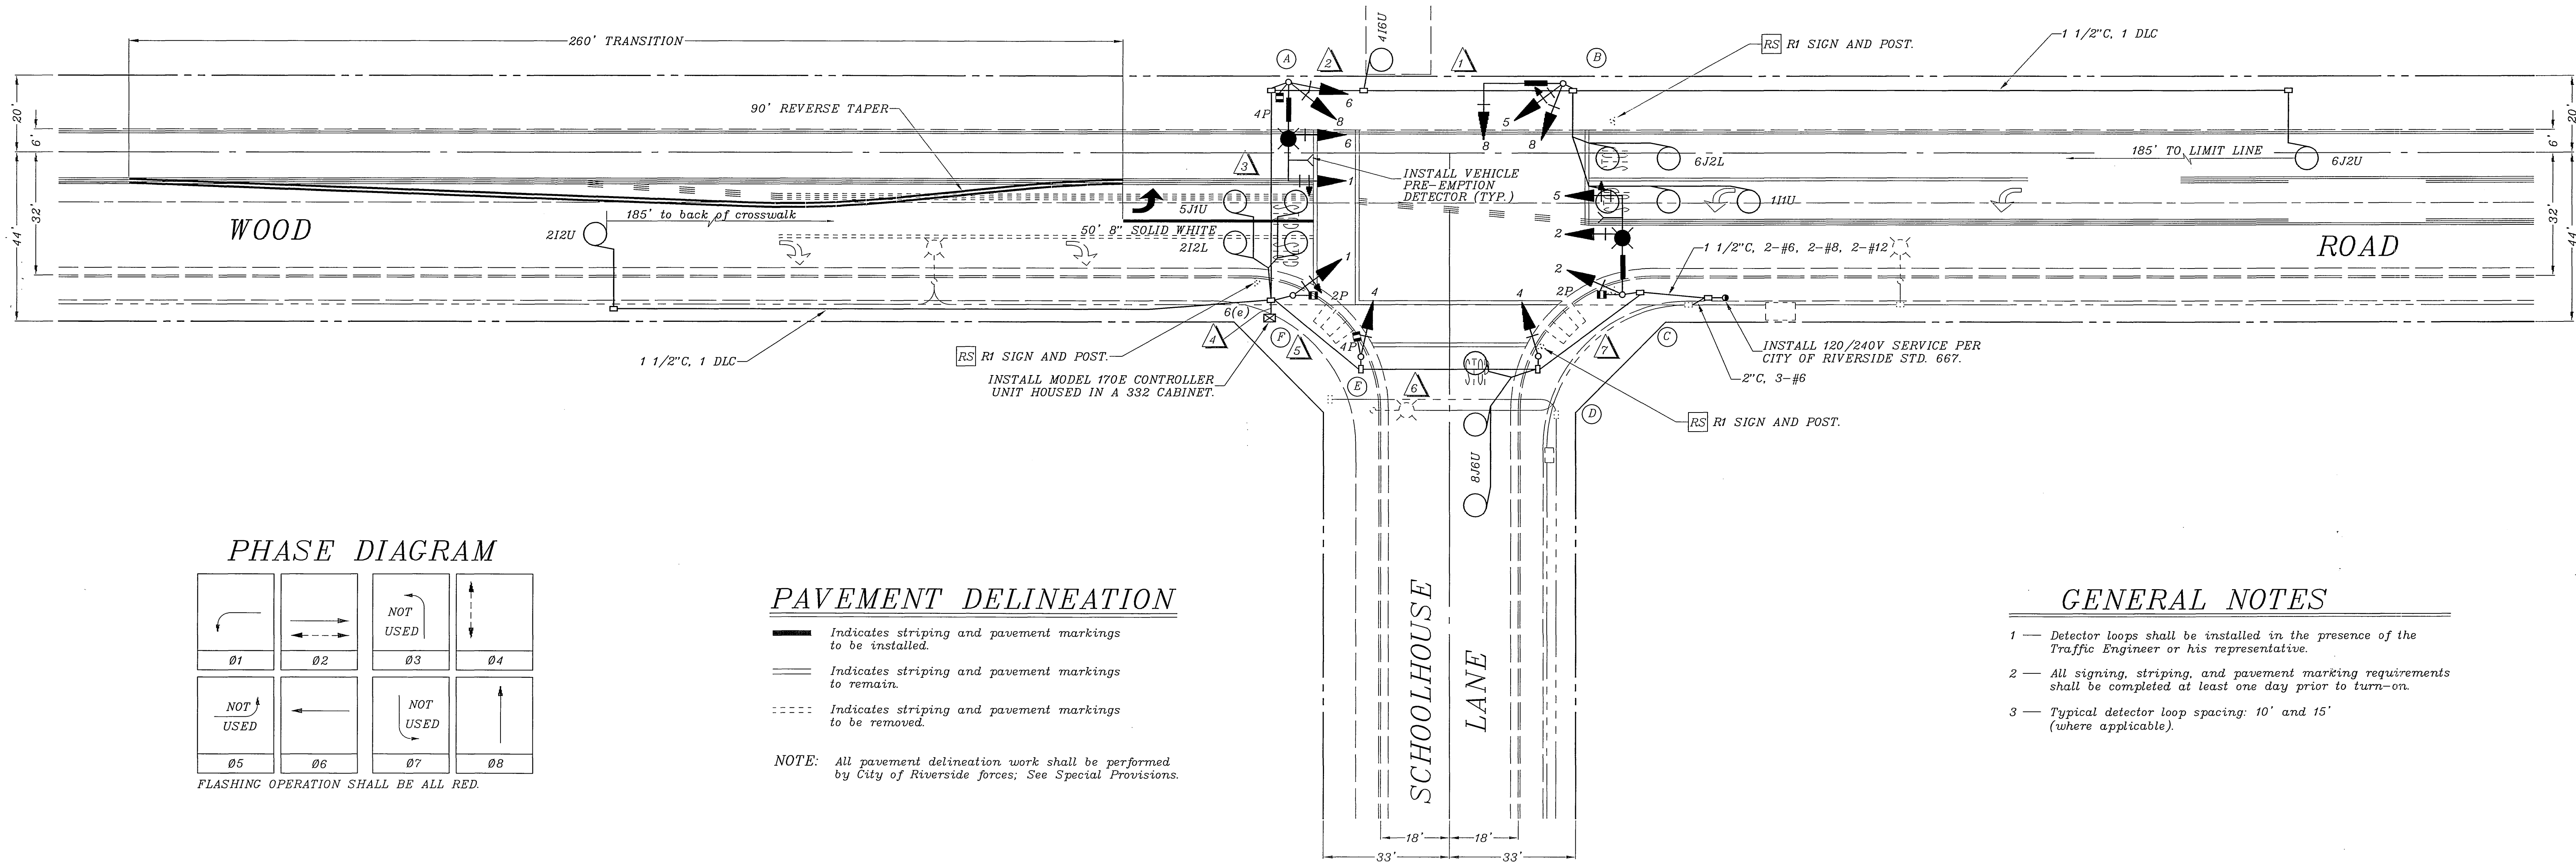 260' TRANSITION
4I6U
A
2
1
B
RS R1 SIGN AND POST.
1 1/2"C, 1 DLC
20'
6'
44'
32'
90' REVERSE TAPER
4P
6
8
6
5
8
8
20'
6'
32'
44'
3
INSTALL VEHICLE
PRE-EMPTION
DETECTOR (TYP.)
6J2L
185' TO LIMIT LINE
6J2U
1
5
1I1U
5J1U
WOOD
185' to back of crosswalk
2I2U
50' 8" SOLID WHITE
2I2L
2
1 1/2"C, 2-#6, 2-#8, 2-#12
ROAD
1
2
2P
4
4
2P
6(e)
4
F
5
4P
7
C
1 1/2"C, 1 DLC
RS R1 SIGN AND POST.
INSTALL MODEL 170E CONTROLLER
UNIT HOUSED IN A 332 CABINET.
E
6
INSTALL 120/240V SERVICE PER
CITY OF RIVERSIDE STD. 667.
2"C, 3-#6
D
RS R1 SIGN AND POST.
8J6U
PHASE DIAGRAM
NOT
USED
Ø1
Ø2
Ø3
Ø4
NOT
USED
NOT
USED
Ø5
Ø6
Ø7
Ø8
FLASHING OPERATION SHALL BE ALL RED.
PAVEMENT DELINEATION
Indicates striping and pavement markings
to be installed.
Indicates striping and pavement markings
to remain.
Indicates striping and pavement markings
to be removed.
NOTE: All pavement delineation work shall be performed
by City of Riverside forces; See Special Provisions.
SCHOOLHOUSE
LANE
18'
18'
33'
33'
GENERAL NOTES
1 — Detector loops shall be installed in the presence of the
Traffic Engineer or his representative.
2 — All signing, striping, and pavement marking requirements
shall be completed at least one day prior to turn-on.
3 — Typical detector loop spacing: 10' and 15'
(where applicable).